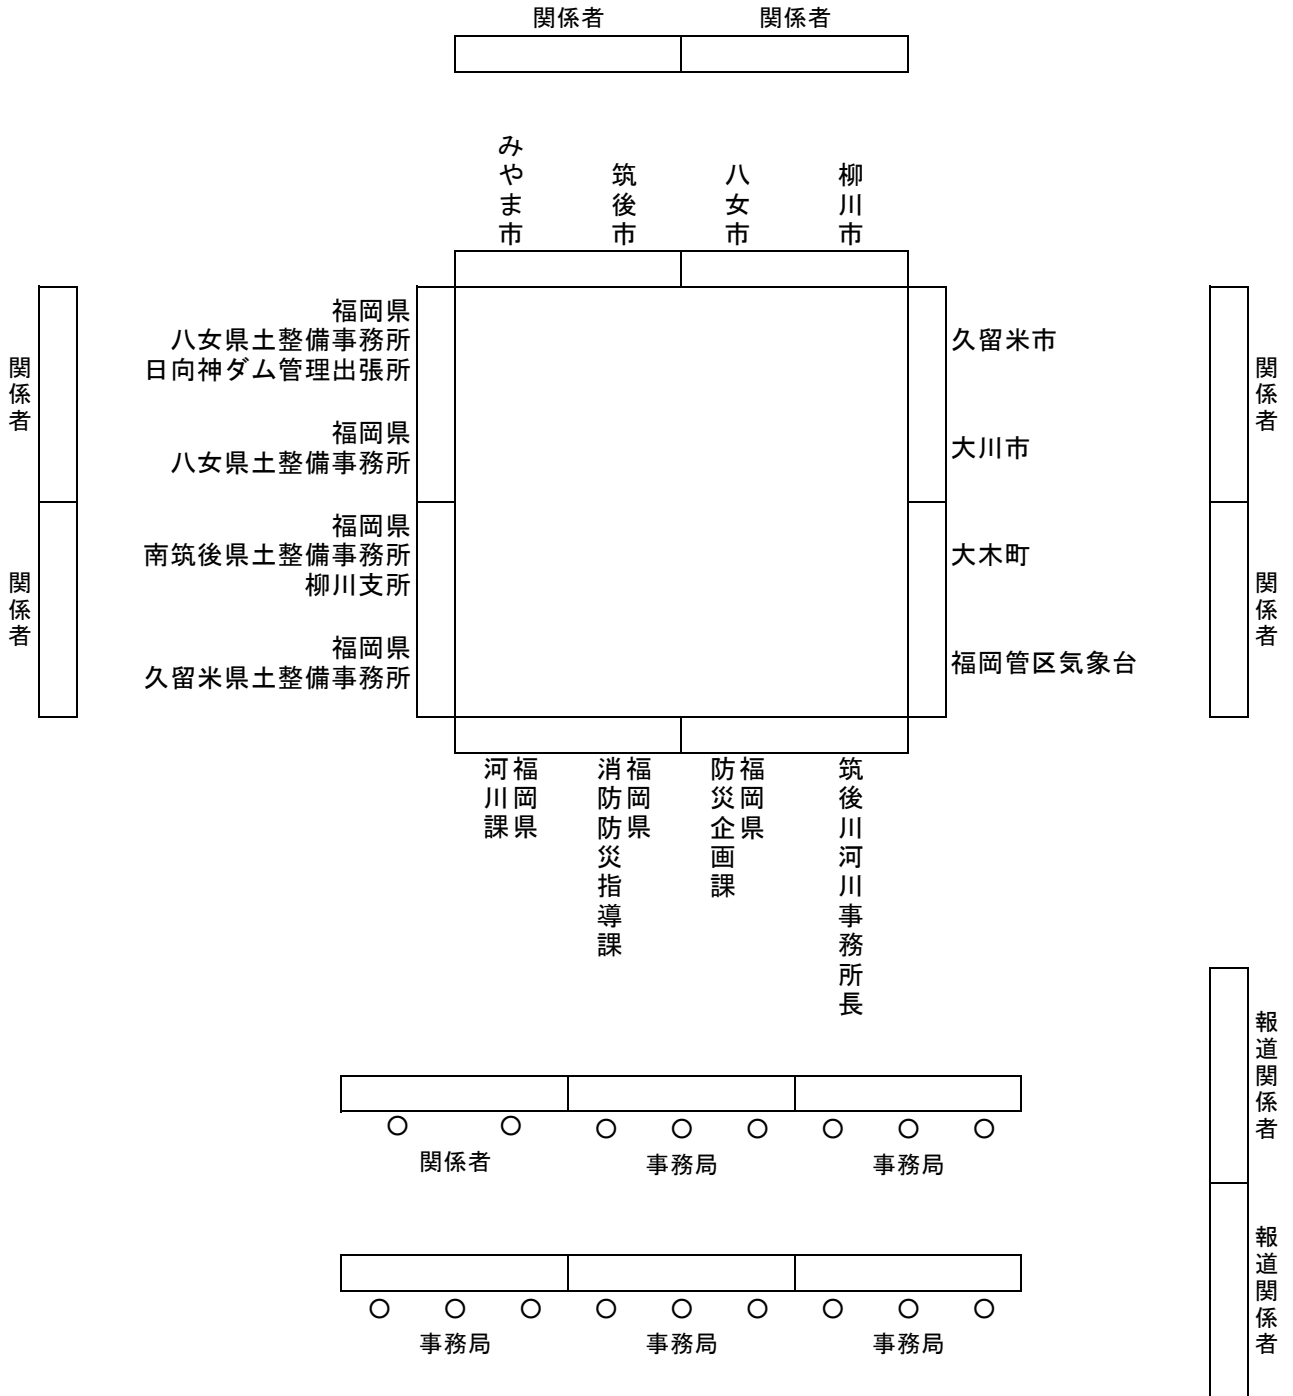 関係者
関係者
みやま市
筑後市
八女市
柳川市
福岡県
八女県土整備事務所
日向神ダム管理出張所
福岡県
八女県土整備事務所
福岡県
南筑後県土整備事務所
柳川支所
福岡県
久留米県土整備事務所
関係者
関係者
久留米市
大川市
大木町
福岡管区気象台
関係者
関係者
福岡県
河川課
福岡県
消防防災指導課
福岡県
防災企画課
筑後川河川事務所長
関係者
事務局
事務局
事務局
事務局
事務局
報道関係者
報道関係者